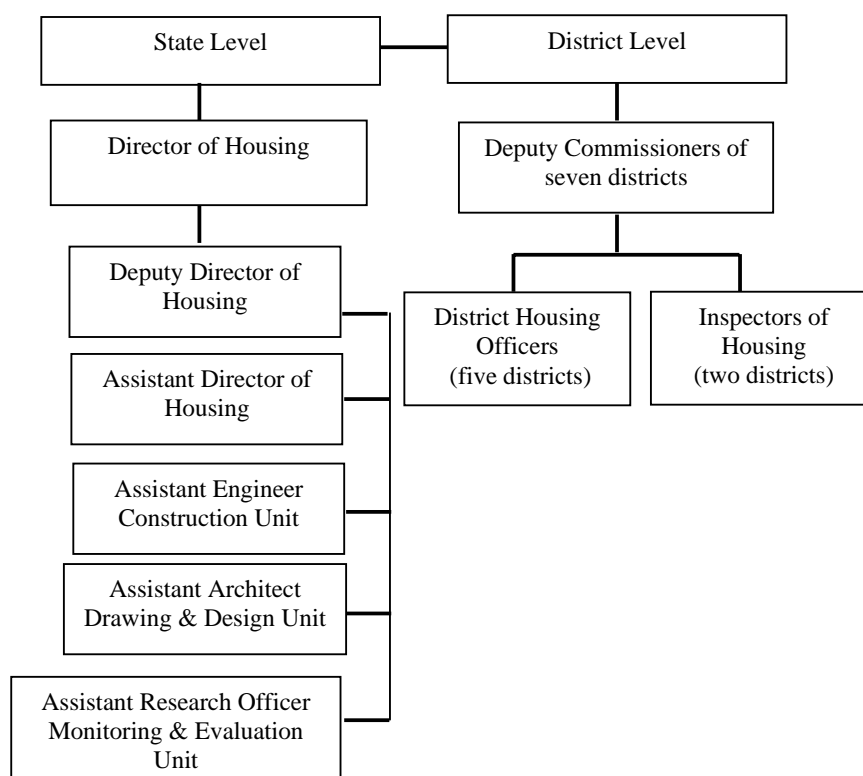 State Level
District Level
Director of Housing
Deputy Commissioners of
seven districts
Deputy Director of
Housing
District Housing
Officers
(five districts)
Inspectors of
Housing
(two districts)
Assistant Director of
Housing
Assistant Engineer
Construction Unit
Assistant Architect
Drawing & Design Unit
Assistant Research Officer
Monitoring & Evaluation
Unit